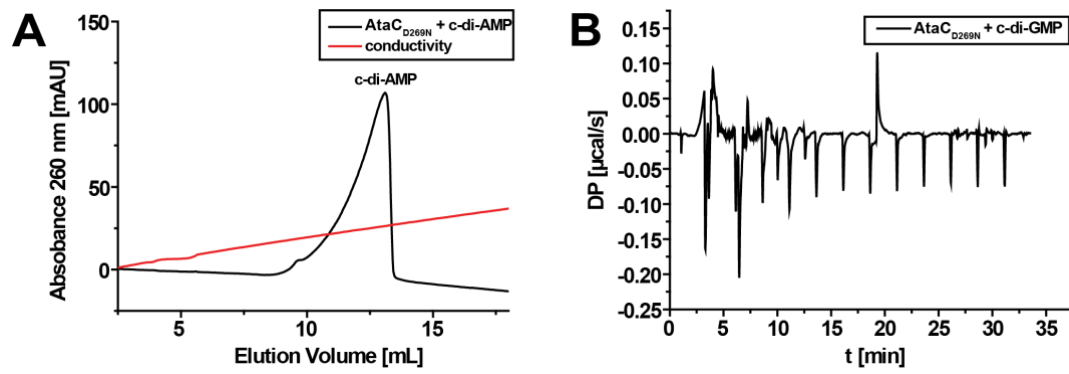 A
AtaC D269N + c-di-AMP
conductivity
c-di-AMP
150
100
50
0
Absobance 260 nm [mAU]
5
10
15
Elution Volume [mL]
B
AtaC D269N + c-di-GMP
0.15
0.10
0.05
0.00
-0.05
-0.10
-0.15
-0.20
-0.25
DP [µcal/s]
0
5
10
15
20
25
30
35
t [min]